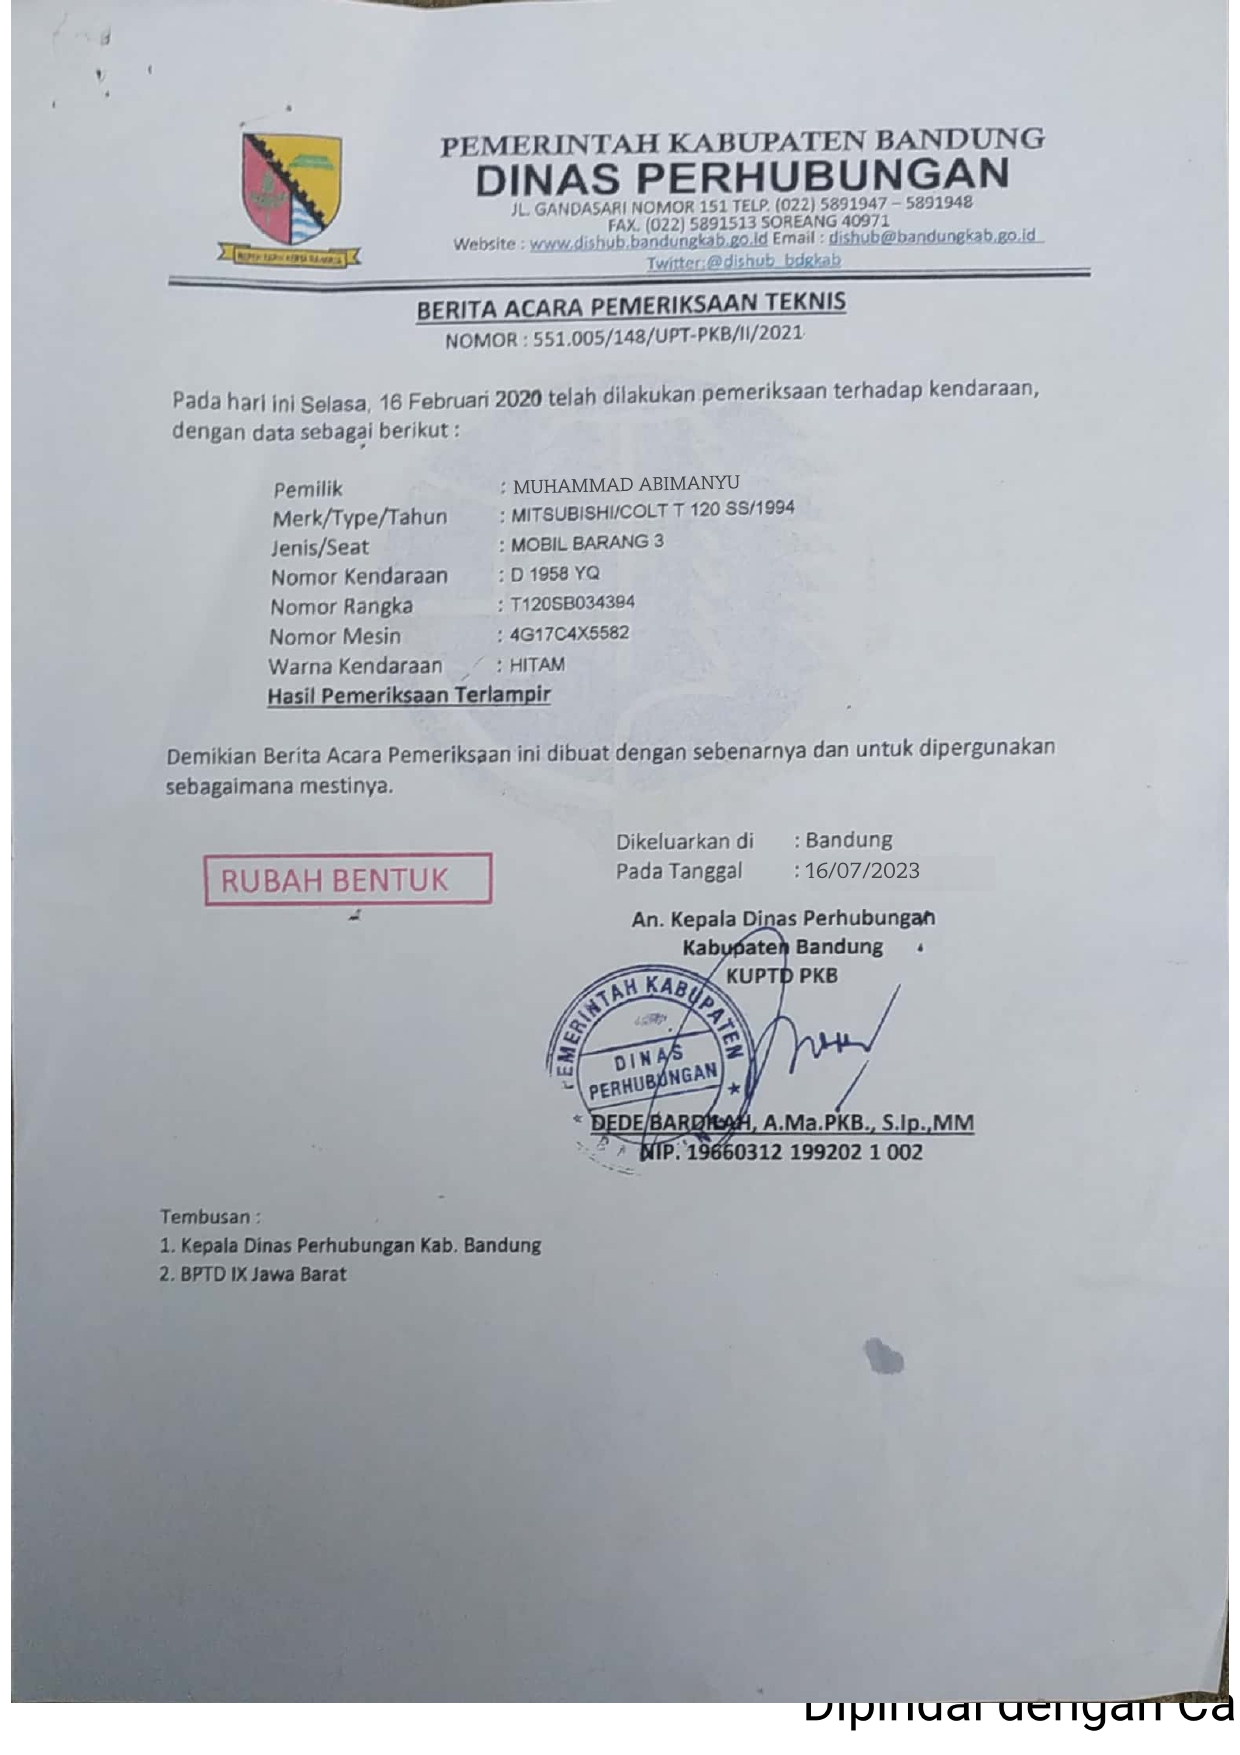 PEMERINTAH KABUPATEN BANDUNG
DINAS PERHUBUNGAN
JL. GANDASARI NOMOR 151 TELP. (022) 5891947 – 5891948
FAX. (022) 5891513 SOREANG 40971
Website : www.dishub.bandungkab.go.id Email : dishub@bandungkab.go.id
Twitter:@dishub_bdgkab
BERITA ACARA PEMERIKSAAN TEKNIS
NOMOR : 551.005/148/UPT-PKB/II/2021
Pada hari ini Selasa, 16 Februari 2020 telah dilakukan pemeriksaan terhadap kendaraan,
dengan data sebagai berikut :
Pemilik : MUHAMMAD ABIMANYU
Merk/Type/Tahun : MITSUBISHI/COLT T 120 SS/1994
Jenis/Seat : MOBIL BARANG 3
Nomor Kendaraan : D 1958 YQ
Nomor Rangka : T120SB034394
Nomor Mesin : 4G17C4X5582
Warna Kendaraan : HITAM
Hasil Pemeriksaan Terlampir
Demikian Berita Acara Pemeriksaan ini dibuat dengan sebenarnya dan untuk dipergunakan
sebagaimana mestinya.
Dikeluarkan di : Bandung
Pada Tanggal : 16/07/2023
RUBAH BENTUK
An. Kepala Dinas Perhubungan
Kabupaten Bandung
KUPTD PKB
PEMERINTAH KABUPATEN
DINAS
PERHUBUNGAN
DEDE BARDILAH, A.Ma.PKB., S.Ip.,MM
NIP. 19660312 199202 1 002
Tembusan :
1. Kepala Dinas Perhubungan Kab. Bandung
2. BPTD IX Jawa Barat
Dipindai dengan Ca